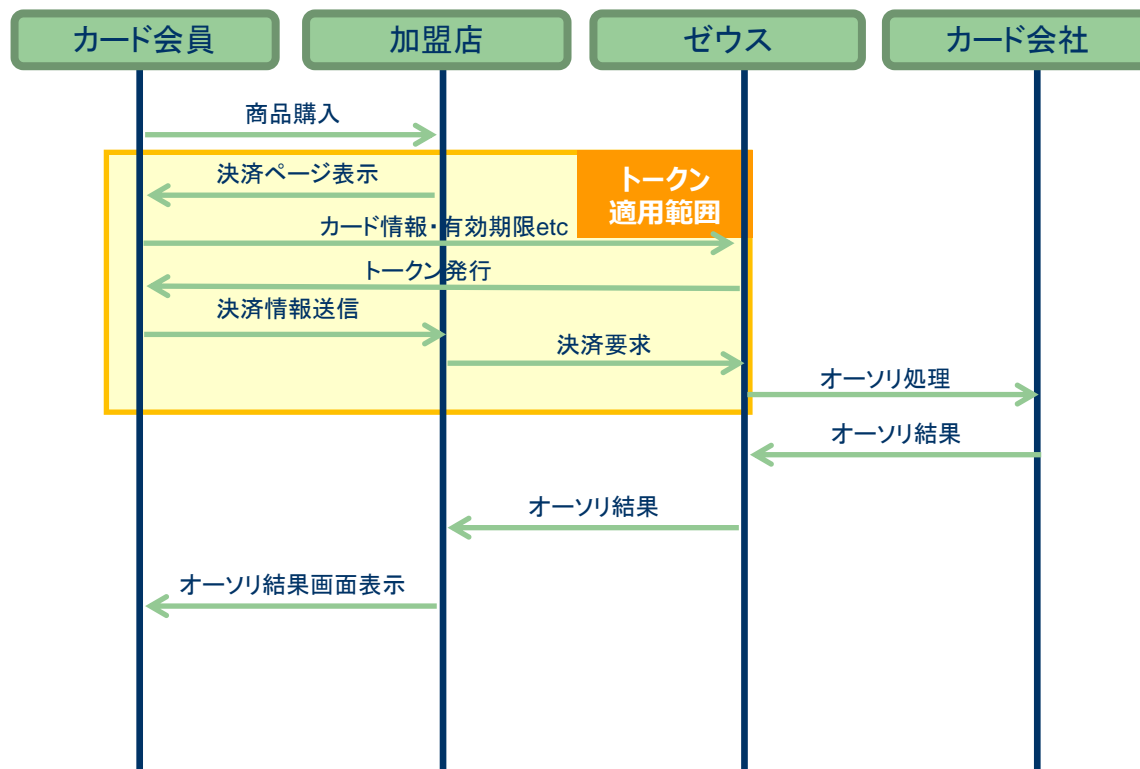 カード会員
加盟店
ゼウス
カード会社
商品購入
決済ページ表示
トークン
適用範囲
カード情報・有効期限etc
トークン発行
決済情報送信
決済要求
オーソリ処理
オーソリ結果
オーソリ結果
オーソリ結果画面表示